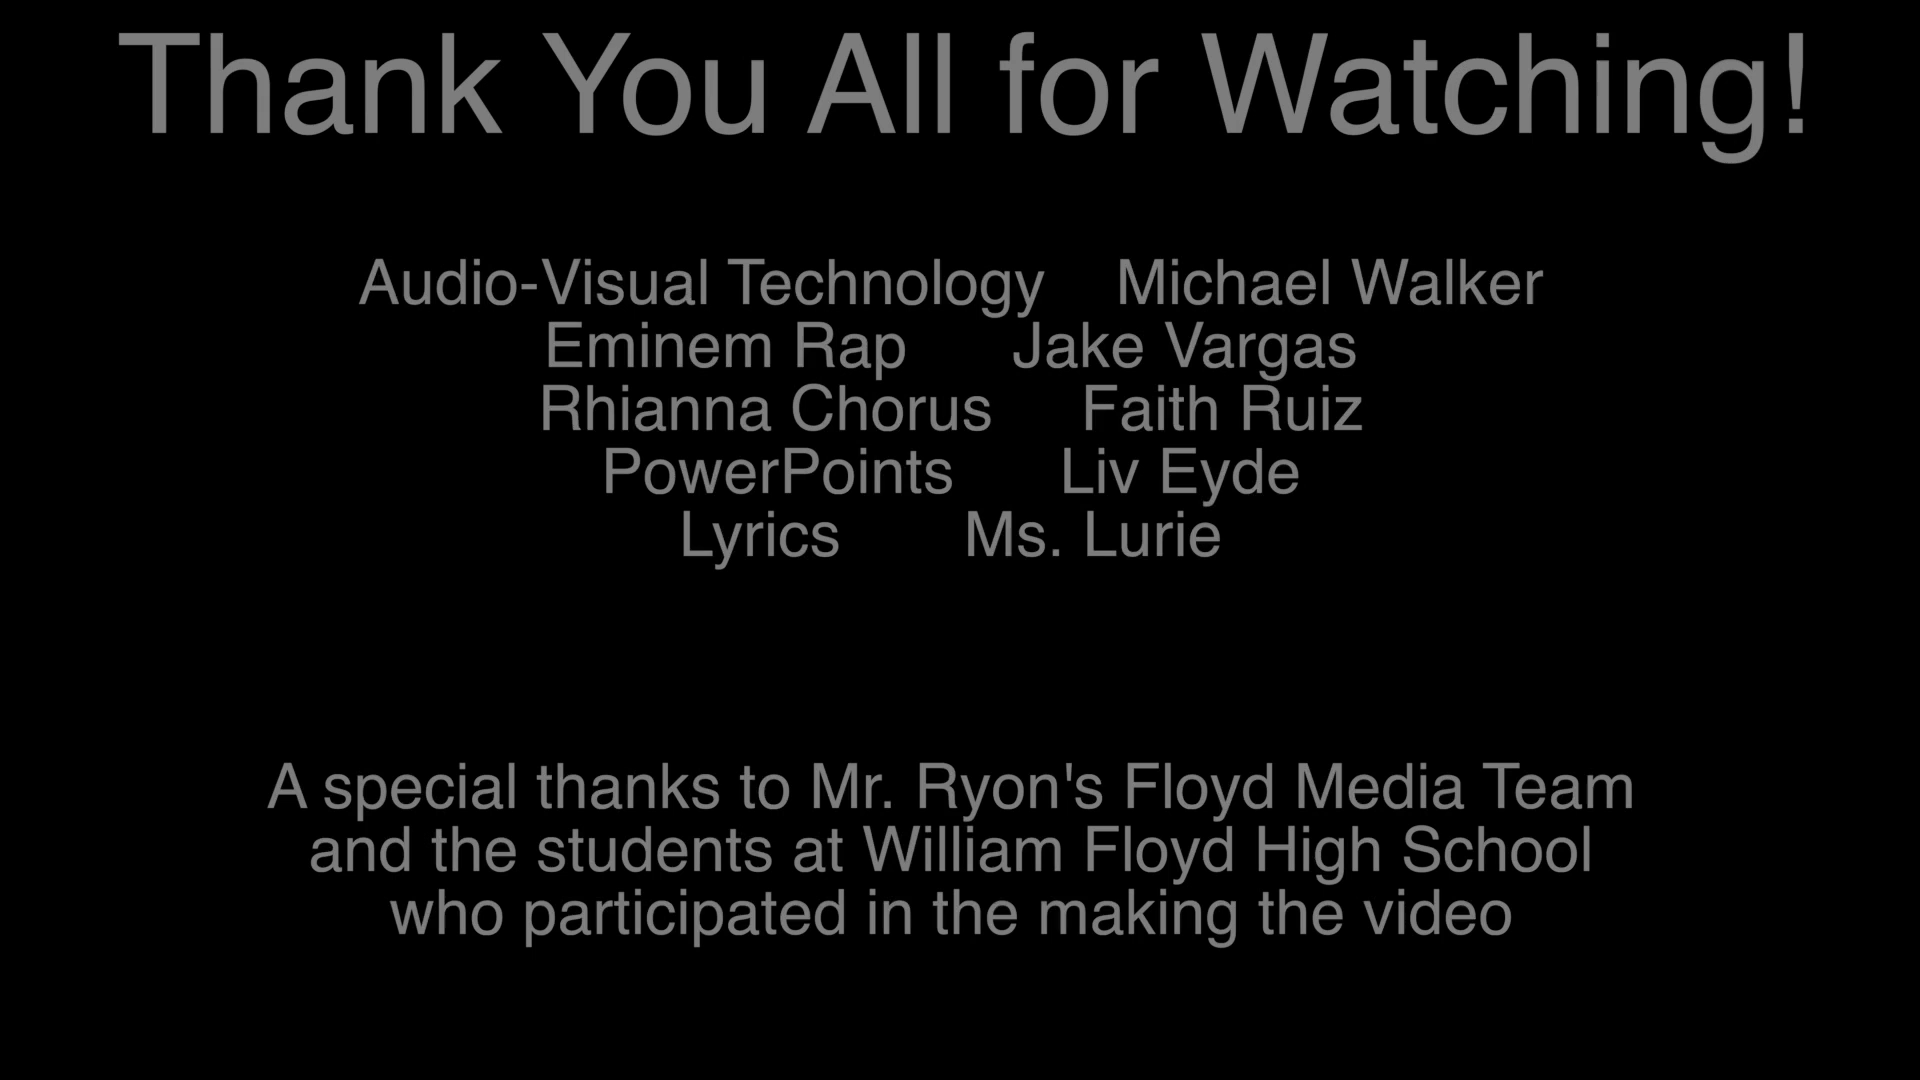 Thank You All for Watching!
Audio-Visual Technology Michael Walker
Eminem Rap Jake Vargas
Rhianna Chorus Faith Ruiz
PowerPoints Liv Eyde
Lyrics Ms. Lurie
A special thanks to Mr. Ryon's Floyd Media Team
and the students at William Floyd High School
who participated in the making the video